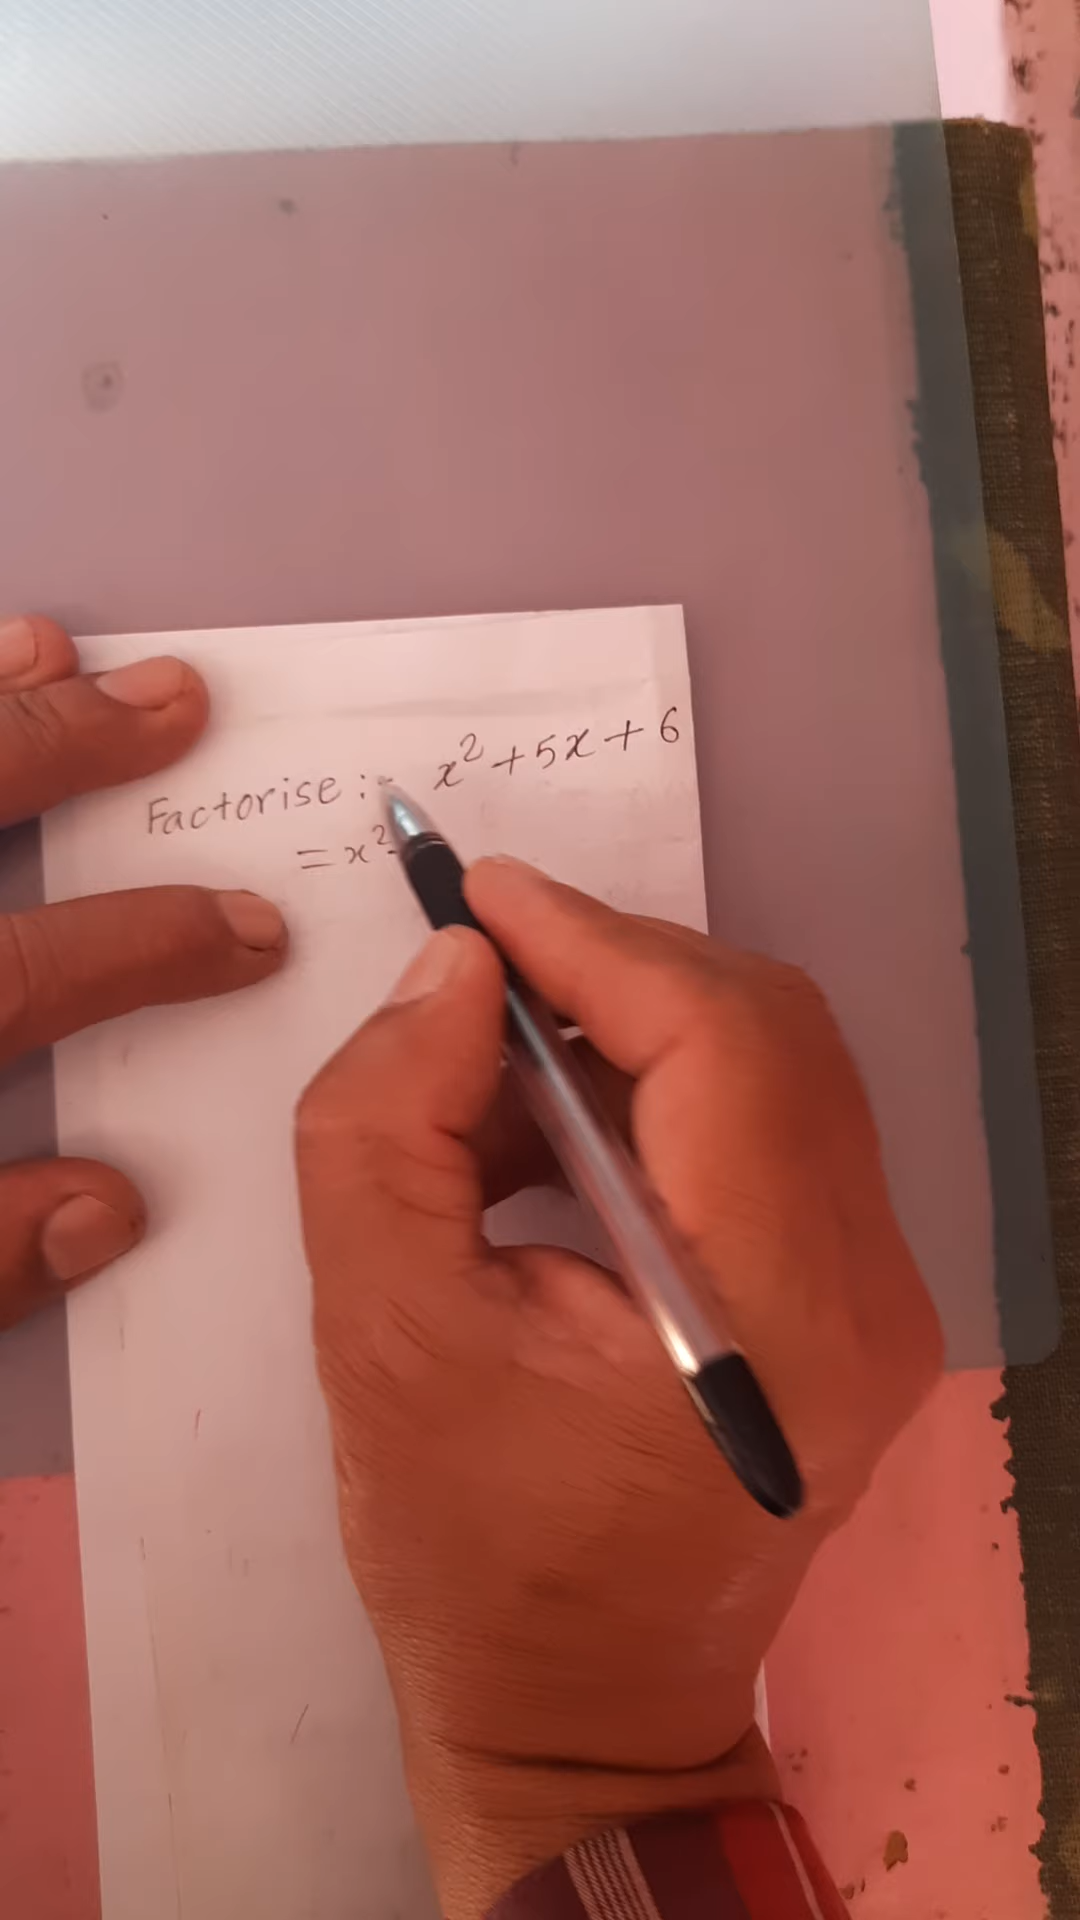 Factorise :- x² + 5x + 6
= x²